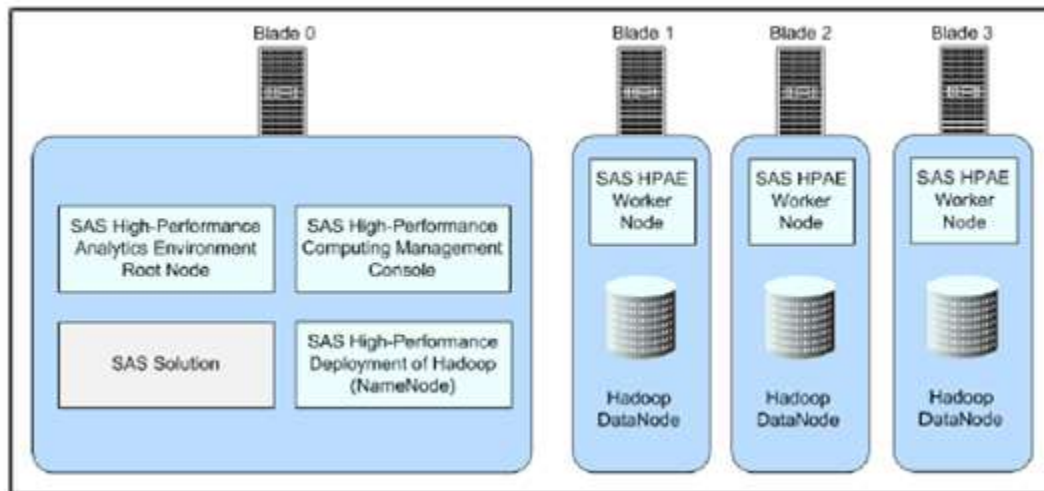 Blade 0
Blade 1
Blade 2
Blade 3
SAS High-Performance
Analytics Environment
Root Node
SAS High-Performance
Computing Management
Console
SAS Solution
SAS High-Performance
Deployment of Hadoop
(NameNode)
SAS HPAE
Worker
Node
Hadoop
DataNode
SAS HPAE
Worker
Node
Hadoop
DataNode
SAS HPAE
Worker
Node
Hadoop
DataNode